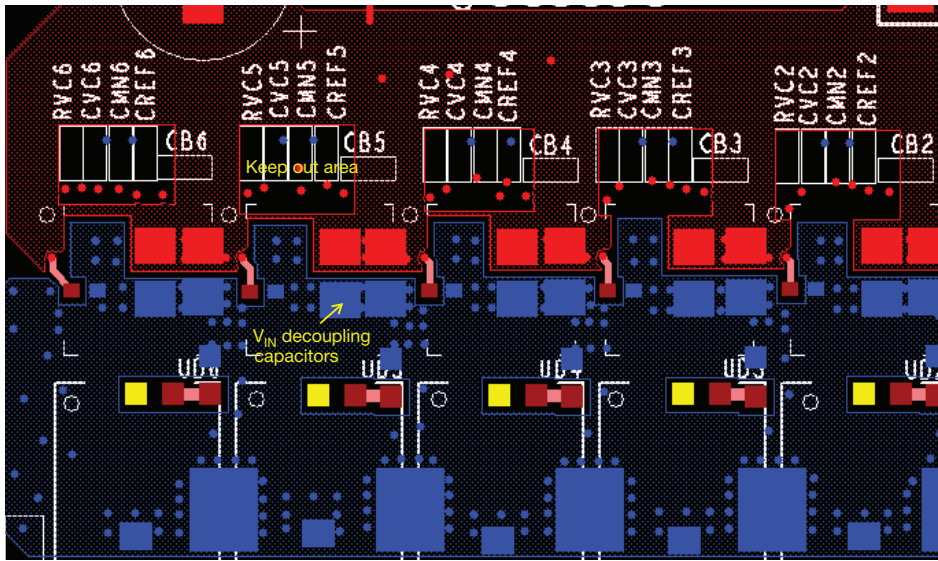 RVC6
CVC6
CMN6
CREF6
RVC5
CVC5
CMN5
CREF5
RVC4
CVC4
CMN4
CREF4
RVC3
CVC3
CMN3
CREF3
RVC2
CVC2
CMN2
CREF2
CB6
CB5
CB4
CB3
CB2
Keep out area
VIN decoupling
capacitors